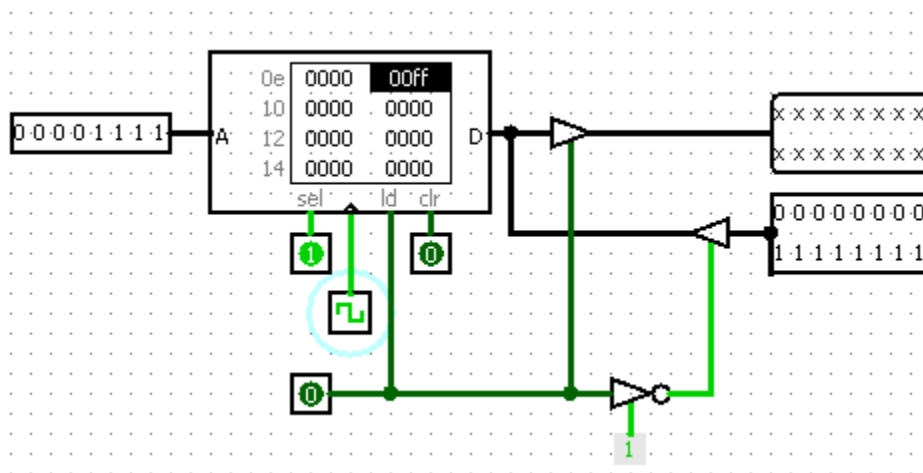 0e 0000 00ff
10 0000 0000
12 0000 0000
14 0000 0000
0 0 0 0 1 1 1 1
A
D
sel ld clr
x x x x x x x x
x x x x x x x x
0 0 0 0 0 0 0 0
1 1 1 1 1 1 1 1
1
0
0
1